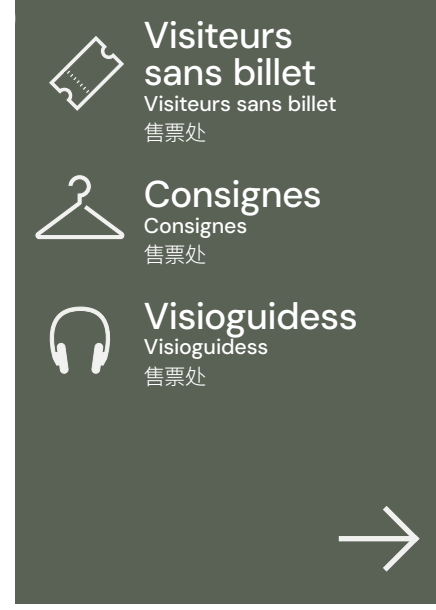 Visiteurs
sans billet
Visiteurs sans billet
售票处
Consignes
Consignes
售票处
Visioguidess
Visioguidess
售票处